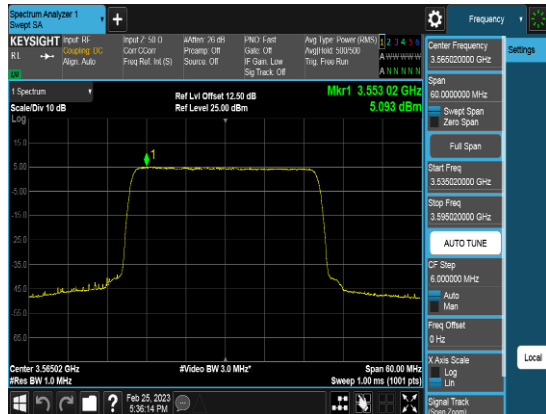 Spectrum Analyzer 1
Swept SA
+
Frequency
KEYSIGHT
RL
Input: RF
Coupling: DC
Align: Auto
Input Z: 50 Ω
Corr CCorr
Freq Ref: Int (S)
#Atten: 26 dB
Preamp: Off
Source: Off
PNO: Fast
Gate: Off
IF Gain: Low
Sig Track: Off
Avg Type: Power (RMS)
Avg|Hold: 500/500
Trig: Free Run
1 2 3 4 5 6
A W W W W W
A N N N N N
1 Spectrum
Scale/Div 10 dB
Log
Ref Lvl Offset 12.50 dB
Ref Level 25.00 dBm
Mkr1 3.553 02 GHz
5.093 dBm
1
15.0
5.00
-5.00
-15.0
-25.0
-35.0
-45.0
-55.0
-65.0
Center 3.56502 GHz
#Res BW 1.0 MHz
#Video BW 3.0 MHz*
Span 60.00 MHz
Sweep 1.00 ms (1001 pts)
?
Feb 25, 2023
5:36:14 PM
Settings
Center Frequency
3.565020000 GHz
Span
60.0000000 MHz
Swept Span
Zero Span
Full Span
Start Freq
3.535020000 GHz
Stop Freq
3.595020000 GHz
AUTO TUNE
CF Step
6.000000 MHz
Auto
Man
Freq Offset
0 Hz
X Axis Scale
Log
Lin
Signal Track
(Span Zoom)
Local